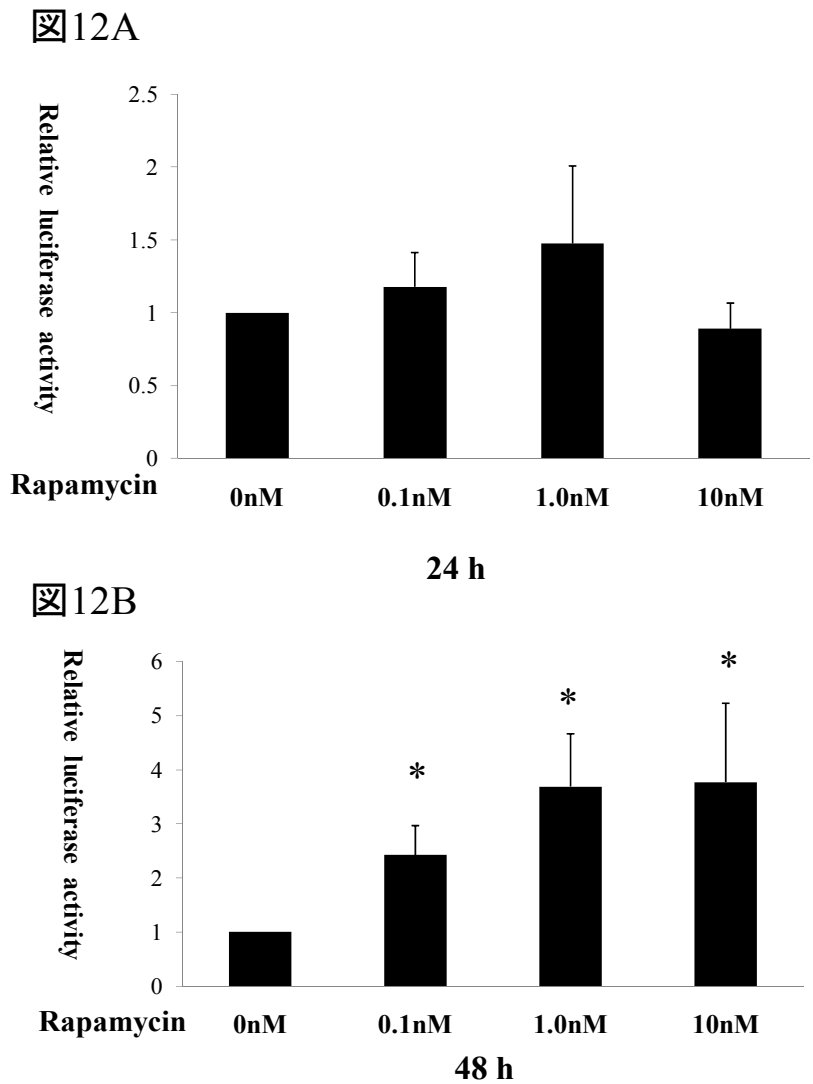 図12A
Relative luciferase activity
2.5
2
1.5
1
0.5
0
Rapamycin 0nM 0.1nM 1.0nM 10nM
24 h
図12B
Relative luciferase activity
6
5
4
3
2
1
0
* * *
Rapamycin 0nM 0.1nM 1.0nM 10nM
48 h